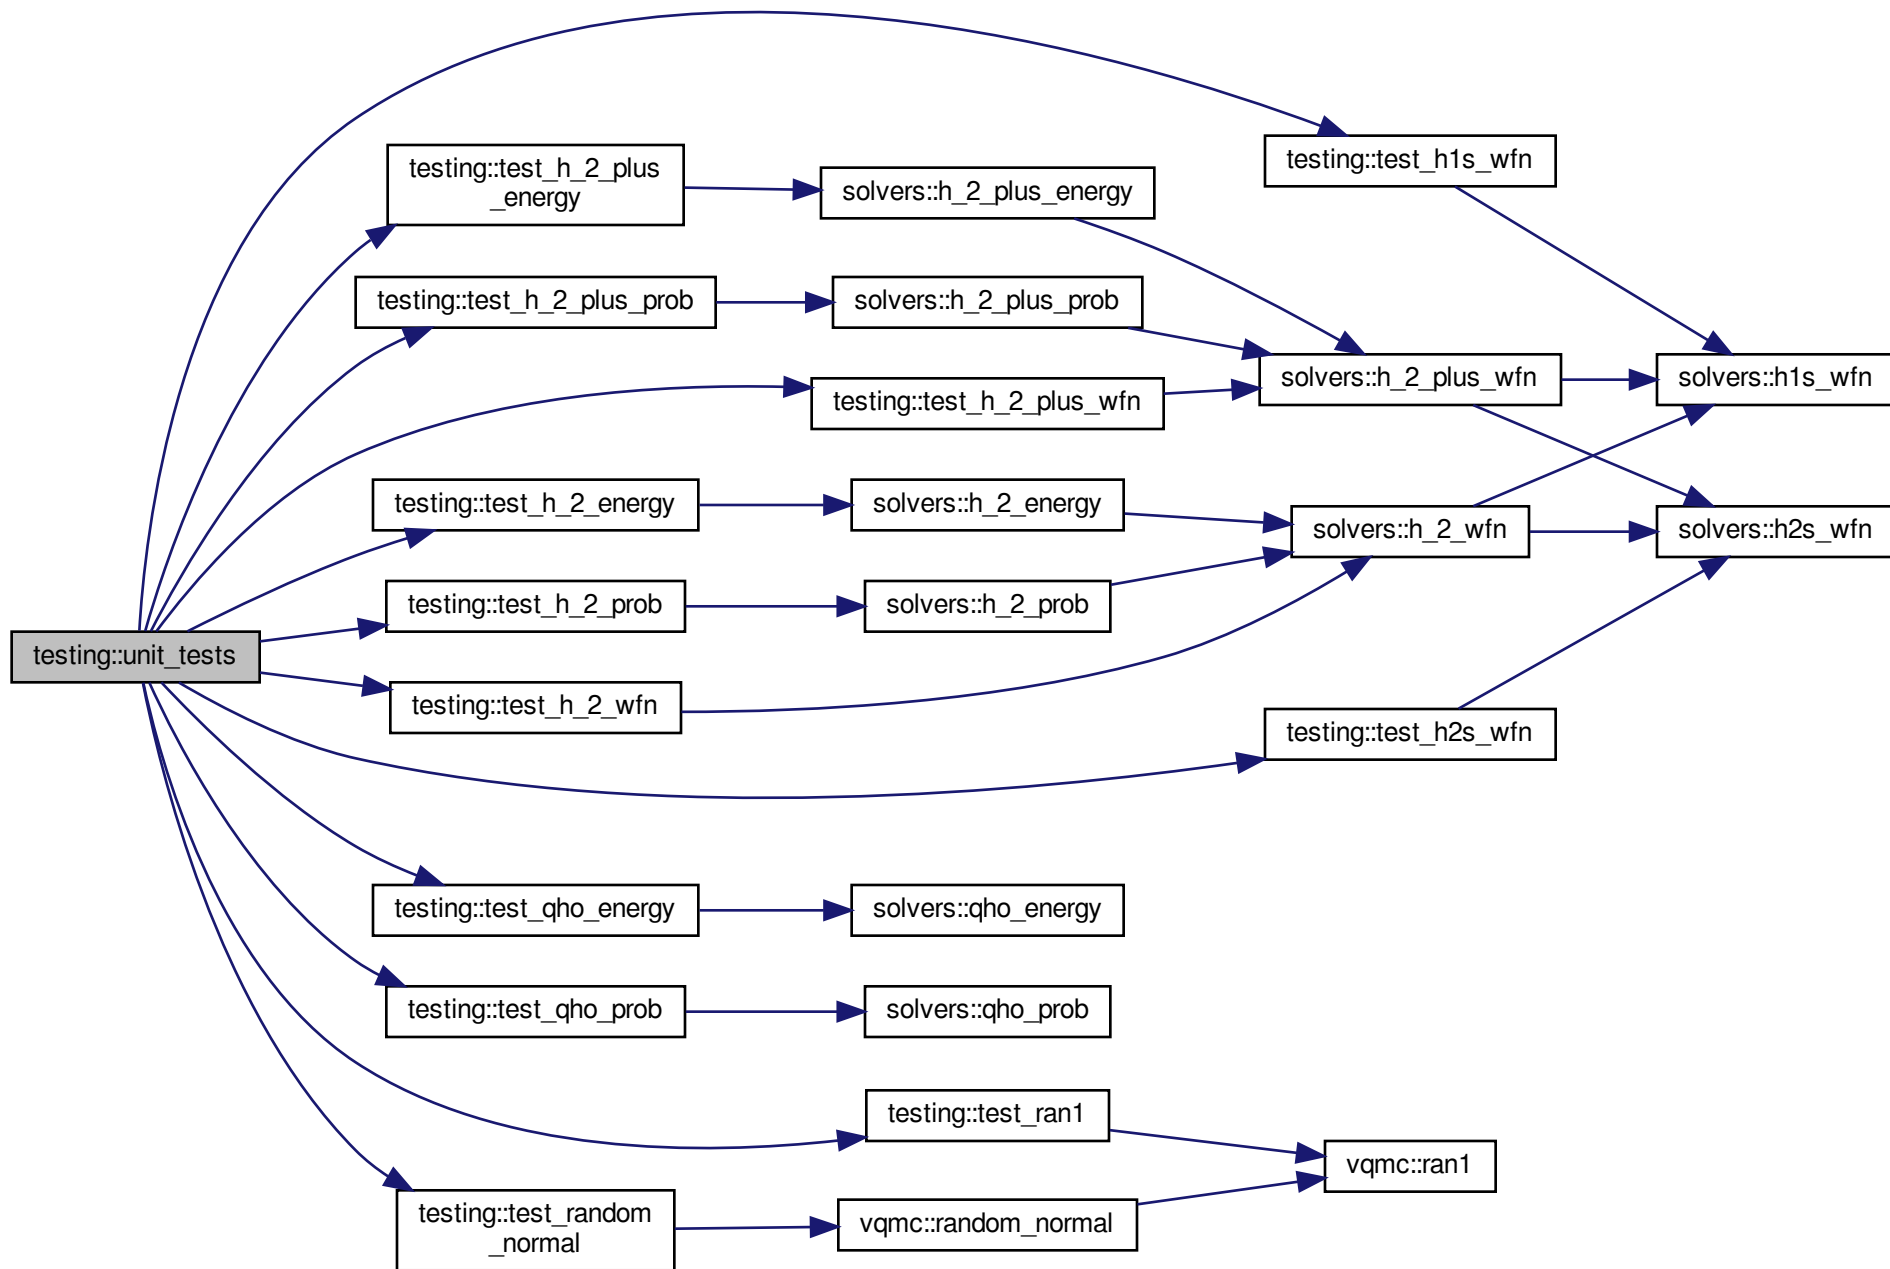 testing::test_h1s_wfn
testing::test_h_2_plus
_energy
solvers::h_2_plus_energy
testing::test_h_2_plus_prob
solvers::h_2_plus_prob
solvers::h_2_plus_wfn
solvers::h1s_wfn
testing::test_h_2_plus_wfn
testing::test_h_2_energy
solvers::h_2_energy
solvers::h_2_wfn
solvers::h2s_wfn
testing::test_h_2_prob
solvers::h_2_prob
testing::unit_tests
testing::test_h_2_wfn
testing::test_h2s_wfn
testing::test_qho_energy
solvers::qho_energy
testing::test_qho_prob
solvers::qho_prob
testing::test_ran1
vqmc::ran1
testing::test_random
_normal
vqmc::random_normal